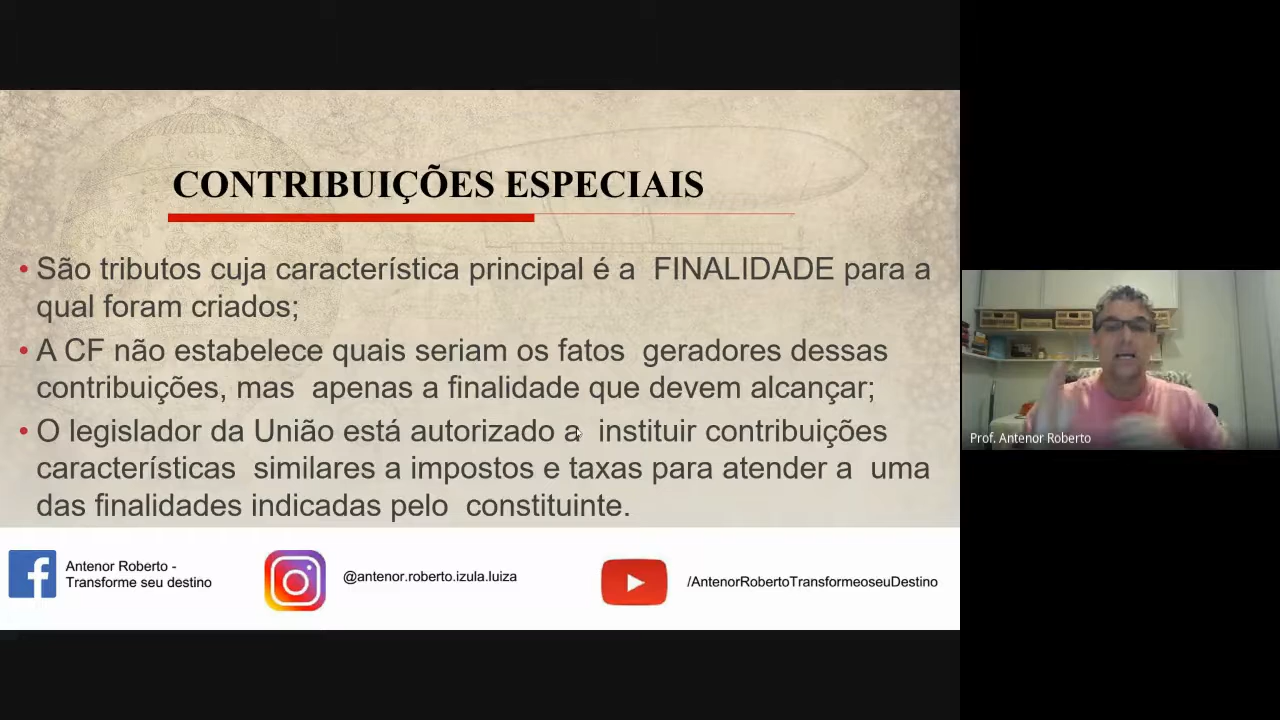 CONTRIBUIÇÕES ESPECIAIS
• São tributos cuja característica principal é a FINALIDADE para a
qual foram criados;
• A CF não estabelece quais seriam os fatos geradores dessas
contribuições, mas apenas a finalidade que devem alcançar;
• O legislador da União está autorizado a instituir contribuições
características similares a impostos e taxas para atender a uma
das finalidades indicadas pelo constituinte.
Antenor Roberto -
Transforme seu destino
@antenor.roberto.izula.luiza
/AntenorRobertoTransformeoseuDestino
Prof. Antenor Roberto